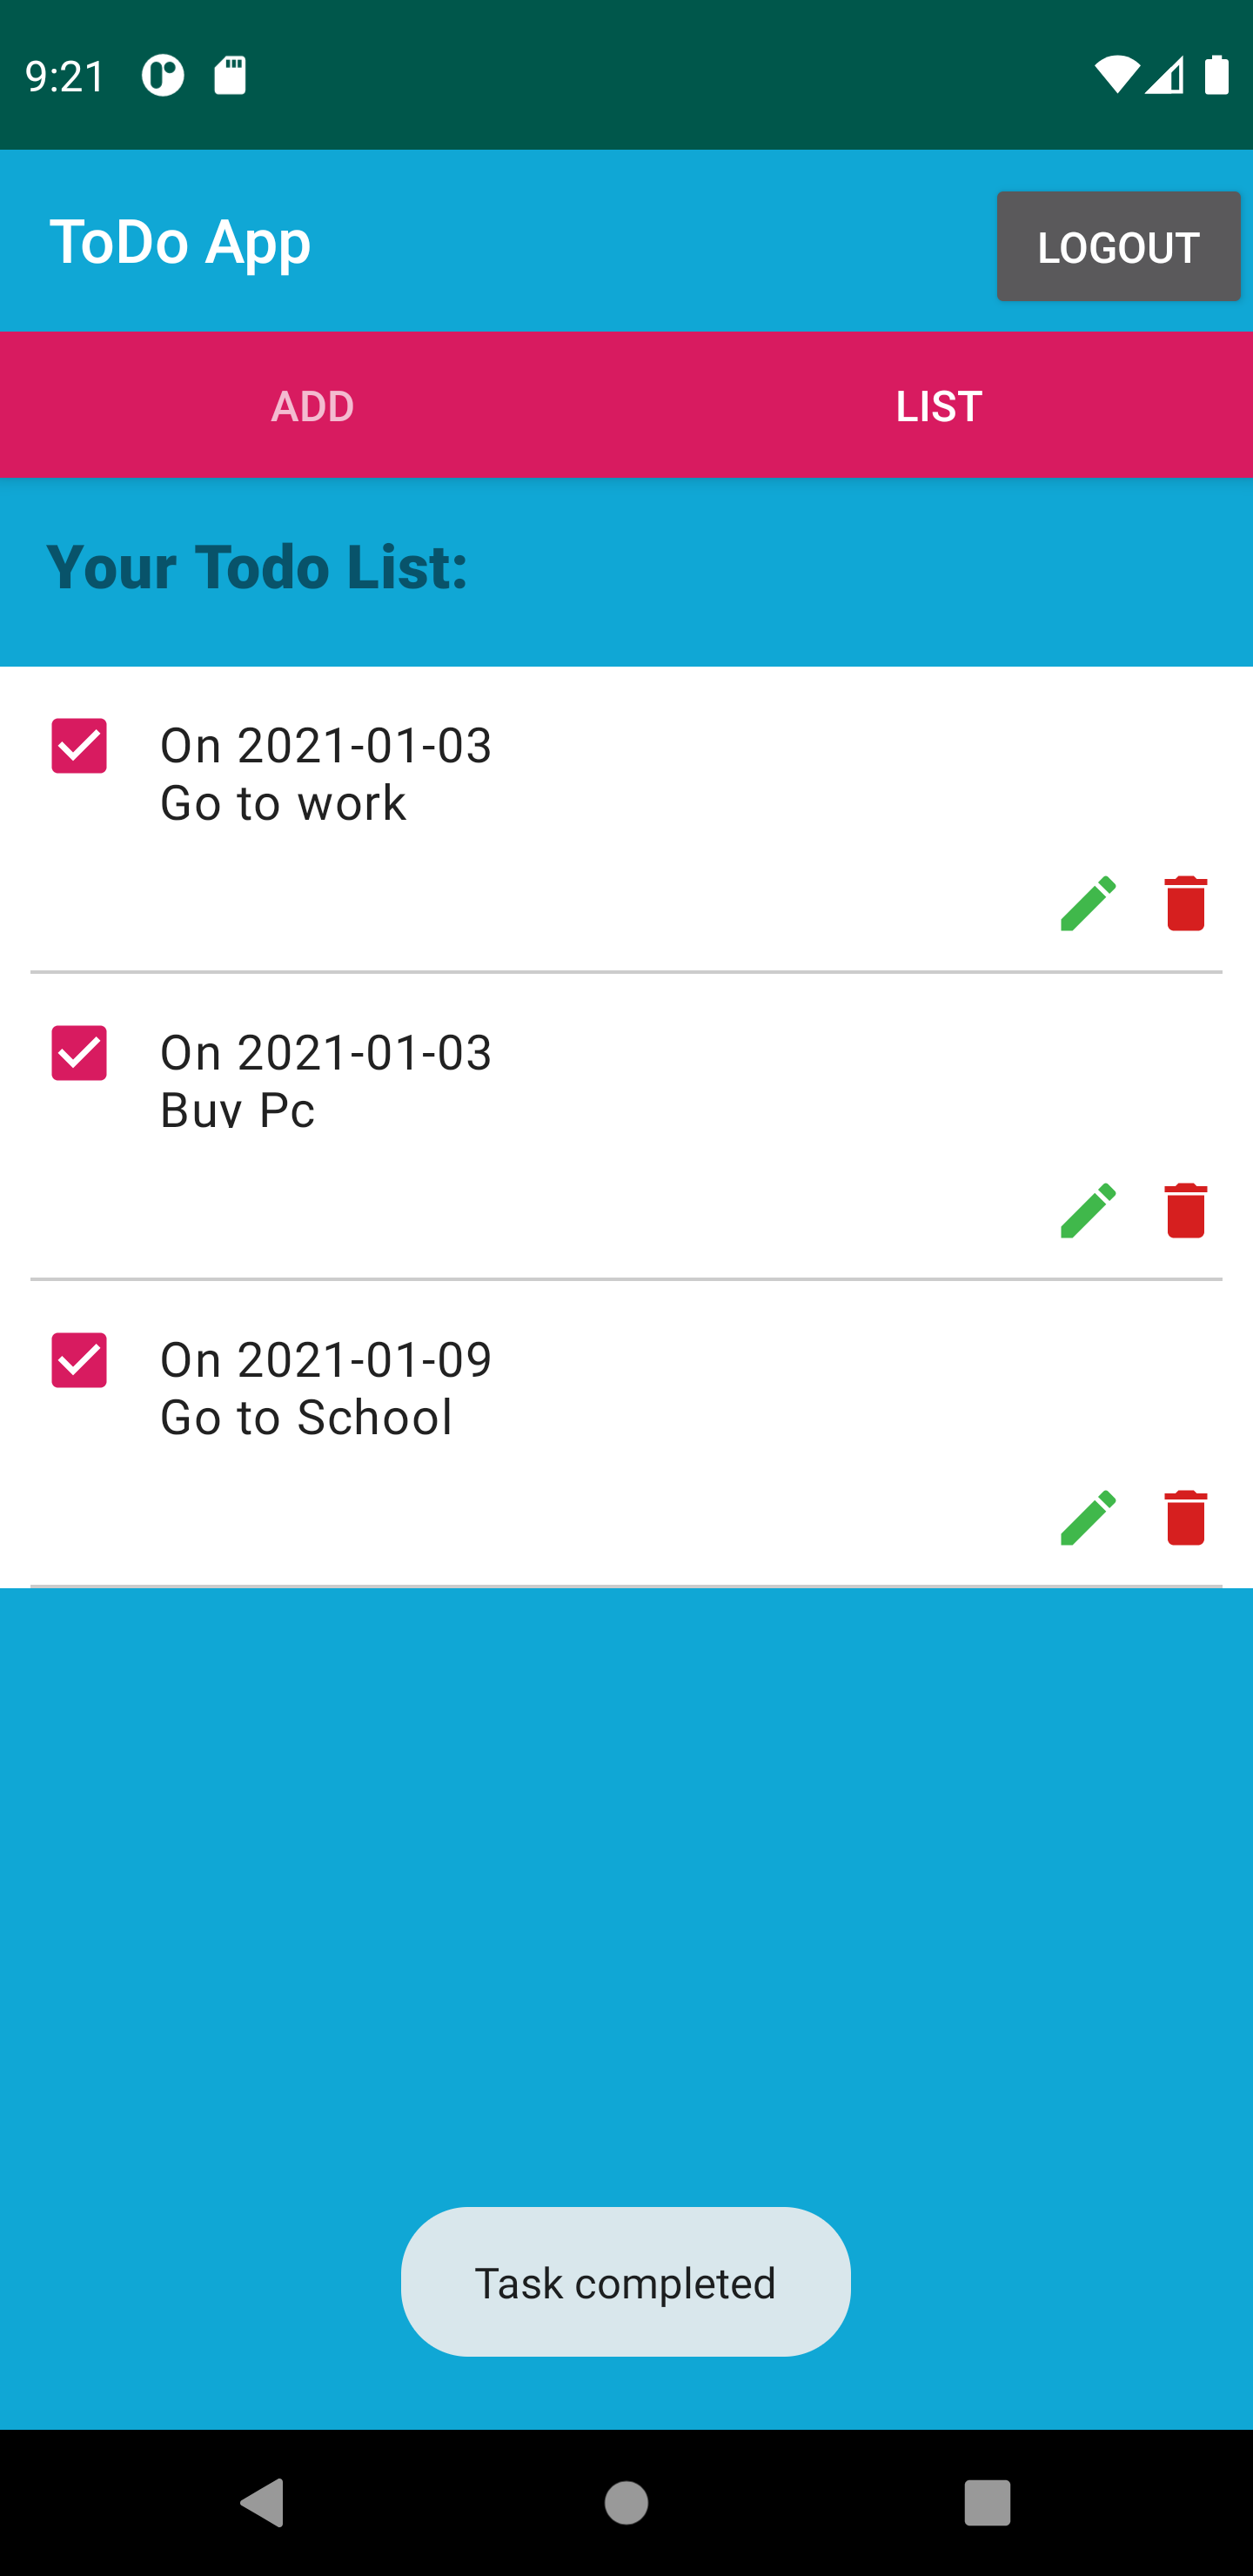 9:21
ToDo App
LOGOUT
ADD
LIST
Your Todo List:
On 2021-01-03
Go to work
On 2021-01-03
Buv Pc
On 2021-01-09
Go to School
Task completed